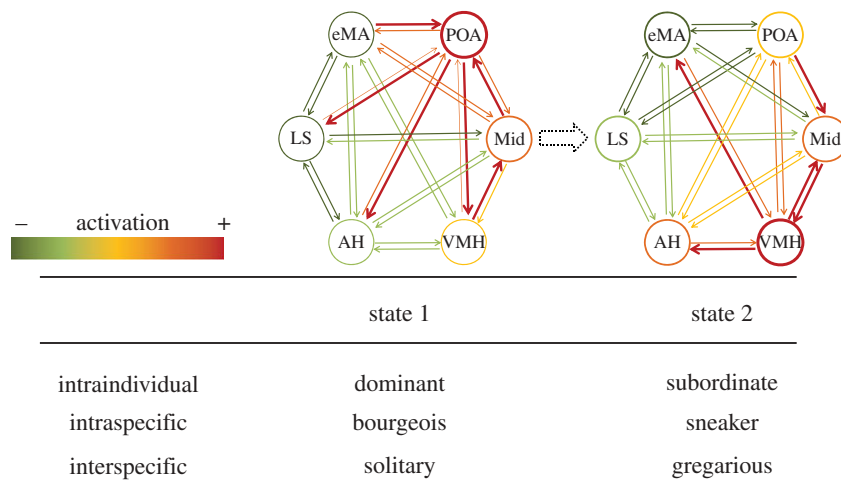 eMA POA eMA POA
LS Mid LS Mid
– activation +
AH VMH AH VMH
state 1 state 2
intraindividual dominant subordinate
intraspecific bourgeois sneaker
interspecific solitary gregarious